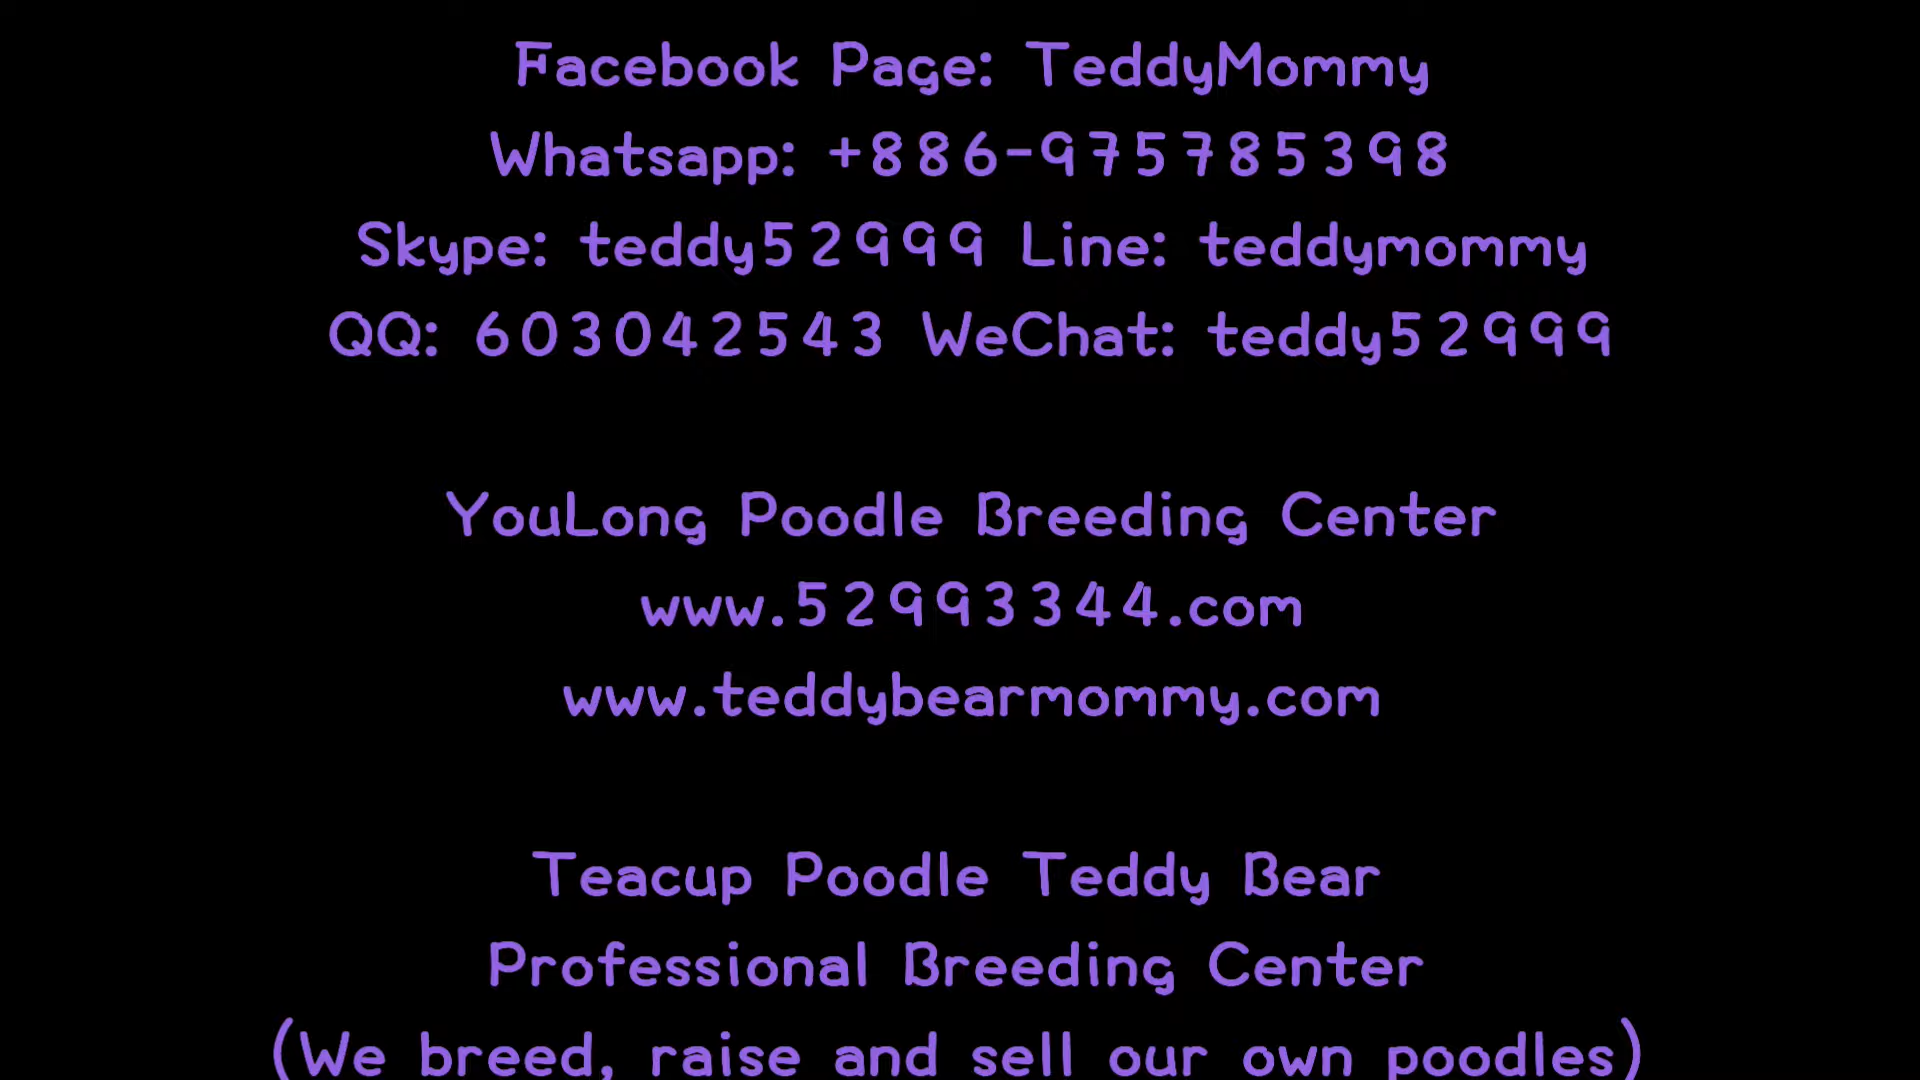 Facebook Page: TeddyMommy
Whatsapp: +886-975785398
Skype: teddy52999 Line: teddymommy
QQ: 603042543 WeChat: teddy52999
YouLong Poodle Breeding Center
www.52993344.com
www.teddybearmommy.com
Teacup Poodle Teddy Bear
Professional Breeding Center
(We breed, raise and sell our own poodles)